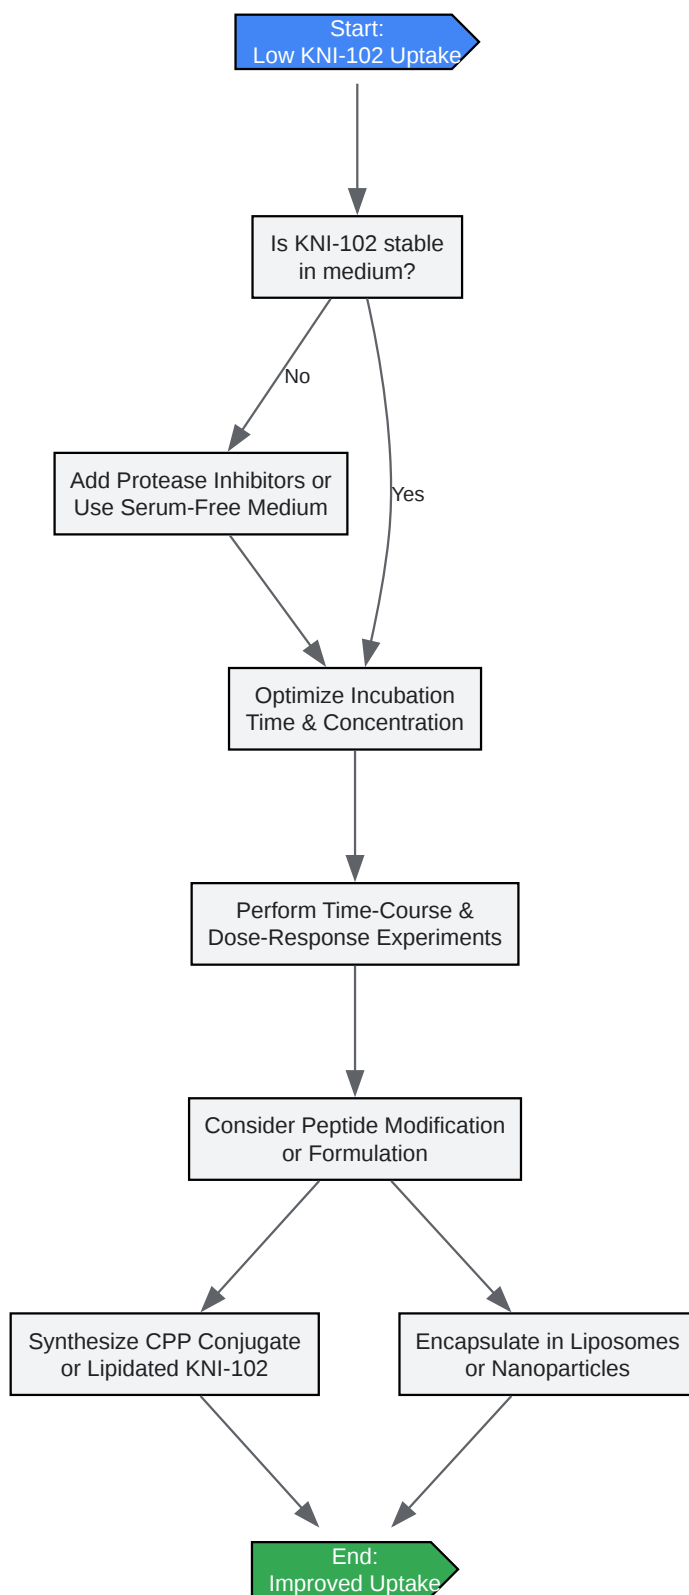 Start:
Low KNI-102 Uptake
Is KNI-102 stable
in medium?
No
Add Protease Inhibitors or
Use Serum-Free Medium
Yes
Optimize Incubation
Time & Concentration
Perform Time-Course &
Dose-Response Experiments
Consider Peptide Modification
or Formulation
Synthesize CPP Conjugate
or Lipidated KNI-102
Encapsulate in Liposomes
or Nanoparticles
End:
Improved Uptake